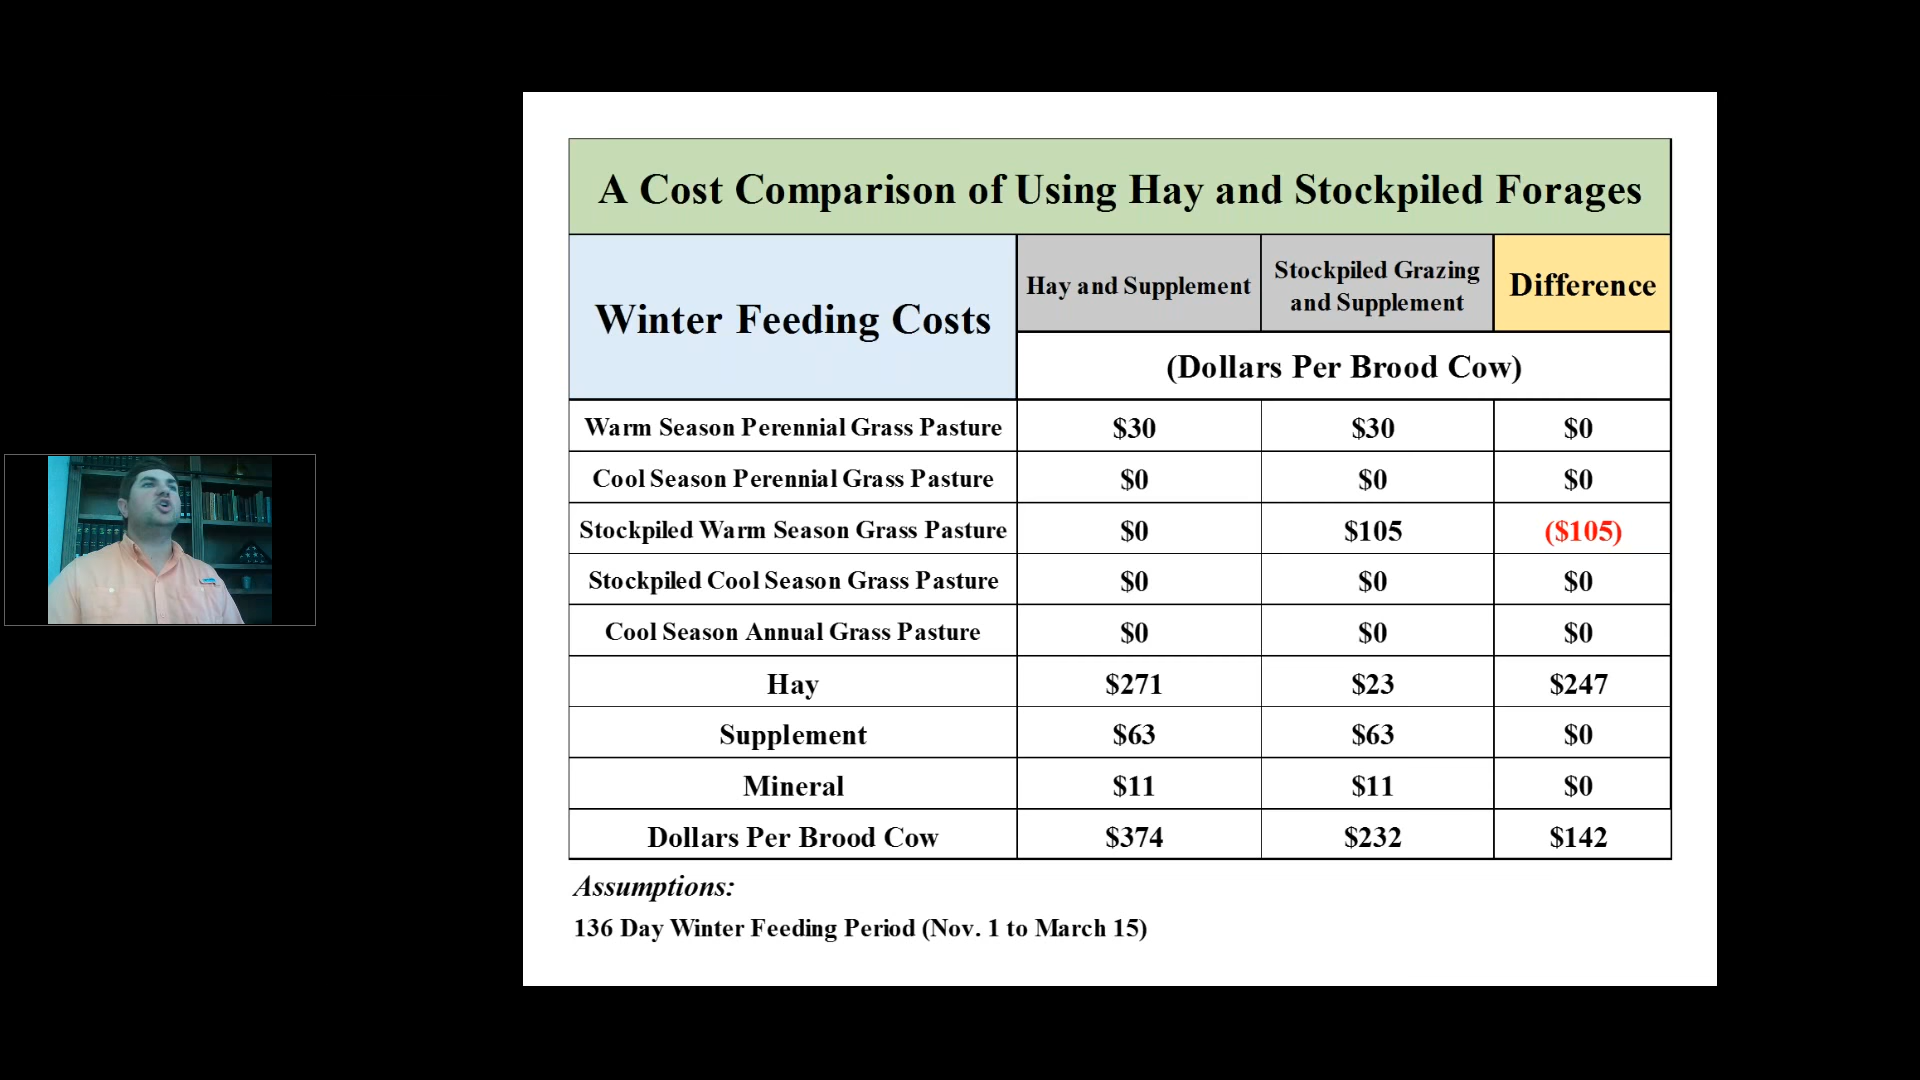 A Cost Comparison of Using Hay and Stockpiled Forages
Winter Feeding Costs
Hay and Supplement
Stockpiled Grazing
and Supplement
Difference
(Dollars Per Brood Cow)
Warm Season Perennial Grass Pasture $30 $30 $0
Cool Season Perennial Grass Pasture $0 $0 $0
Stockpiled Warm Season Grass Pasture $0 $105 ($105)
Stockpiled Cool Season Grass Pasture $0 $0 $0
Cool Season Annual Grass Pasture $0 $0 $0
Hay $271 $23 $247
Supplement $63 $63 $0
Mineral $11 $11 $0
Dollars Per Brood Cow $374 $232 $142
Assumptions:
136 Day Winter Feeding Period (Nov. 1 to March 15)